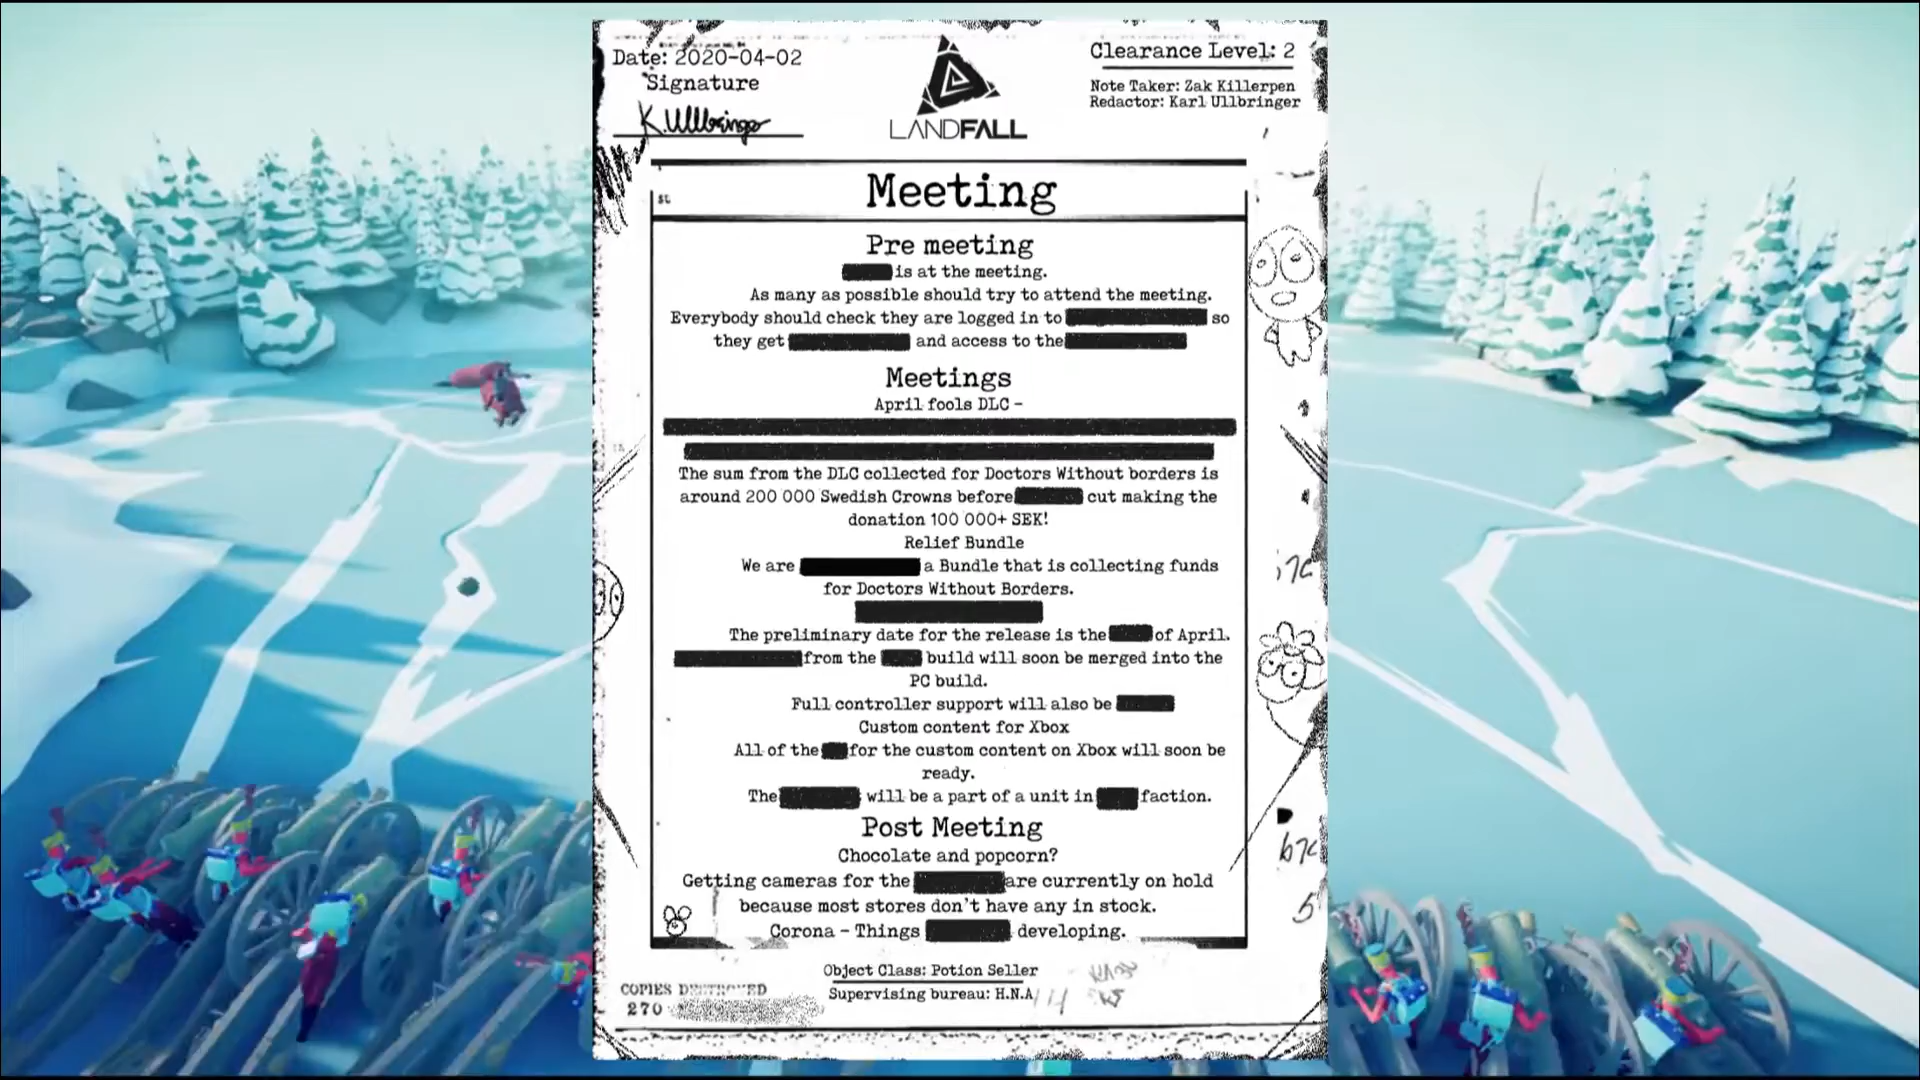 Date: 2020-04-02
Signature
K.Ullbringer
LANDFALL
Clearance Level: 2
Note Taker: Zak Killerpen
Redactor: Karl Ullbringer
Meeting
Pre meeting
is at the meeting.
As many as possible should try to attend the meeting.
Everybody should check they are logged in to so
they get and access to the
Meetings
April fools DLC –
The sum from the DLC collected for Doctors Without borders is
around 200 000 Swedish Crowns before cut making the
donation 100 000+ SEK!
Relief Bundle
We are a Bundle that is collecting funds
for Doctors Without Borders.
The preliminary date for the release is the of April.
from the build will soon be merged into the
PC build.
Full controller support will also be
Custom content for Xbox
All of the for the custom content on Xbox will soon be
ready.
The will be a part of a unit in faction.
Post Meeting
Chocolate and popcorn?
Getting cameras for the are currently on hold
because most stores don't have any in stock.
Corona – Things developing.
Object Class: Potion Seller
Supervising bureau: H.N.A
COPIES DESTROYED
270